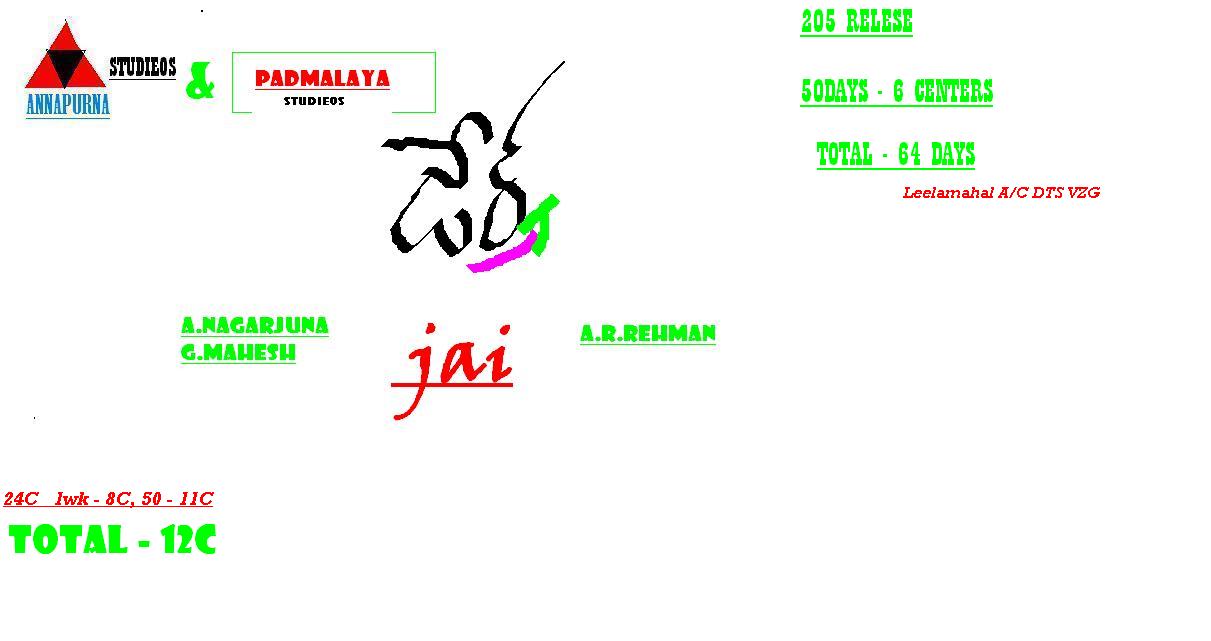 STUDIEOS
ANNAPURNA
&
PADMALAYA
STUDIEOS
205 RELESE
50DAYS - 6 CENTERS
TOTAL - 64 DAYS
Leelamahal A/C DTS VZG
A.NAGARJUNA
G.MAHESH
jai
A.R.REHMAN
24C 1wk - 8C, 50 - 11C
TOTAL - 12C